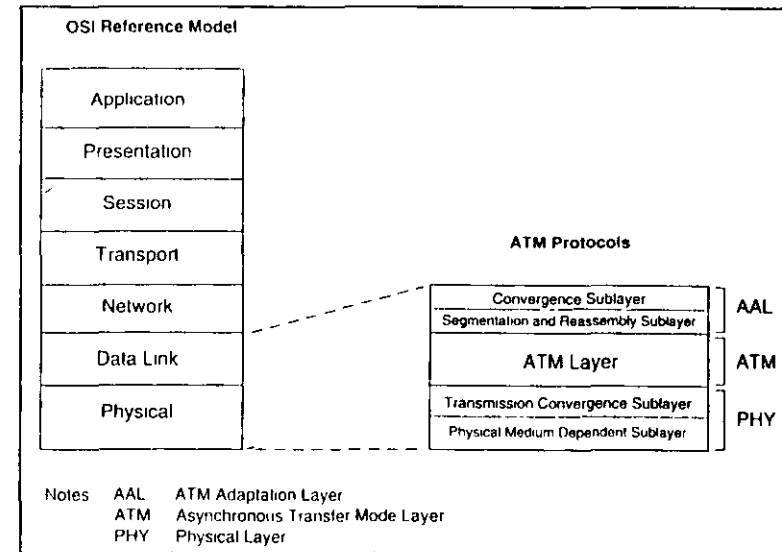 OSI Reference Model
Application
Presentation
Session
Transport
Network
Data Link
Physical
ATM Protocols
Convergence Sublayer
Segmentation and Reassembly Sublayer
AAL
ATM Layer
ATM
Transmission Convergence Sublayer
Physical Medium Dependent Sublayer
PHY
Notes AAL ATM Adaptation Layer
ATM Asynchronous Transfer Mode Layer
PHY Physical Layer